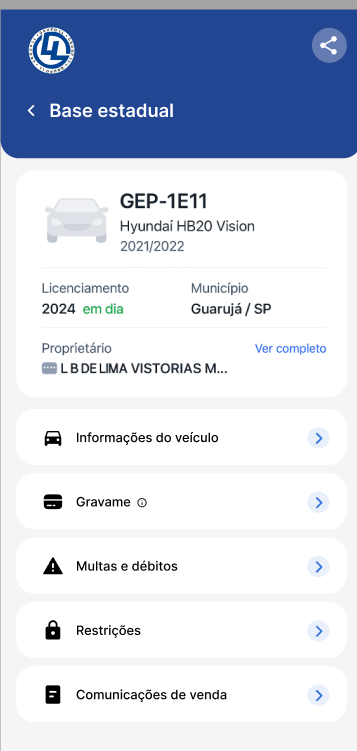 Base estadual
GEP-1E11
Hyundai HB20 Vision
2021/2022
Licenciamento
Município
2024 em dia
Guarujá / SP
Proprietário
Ver completo
L B DE LIMA VISTORIAS M...
Informações do veículo
Gravame
Multas e débitos
Restrições
Comunicações de venda